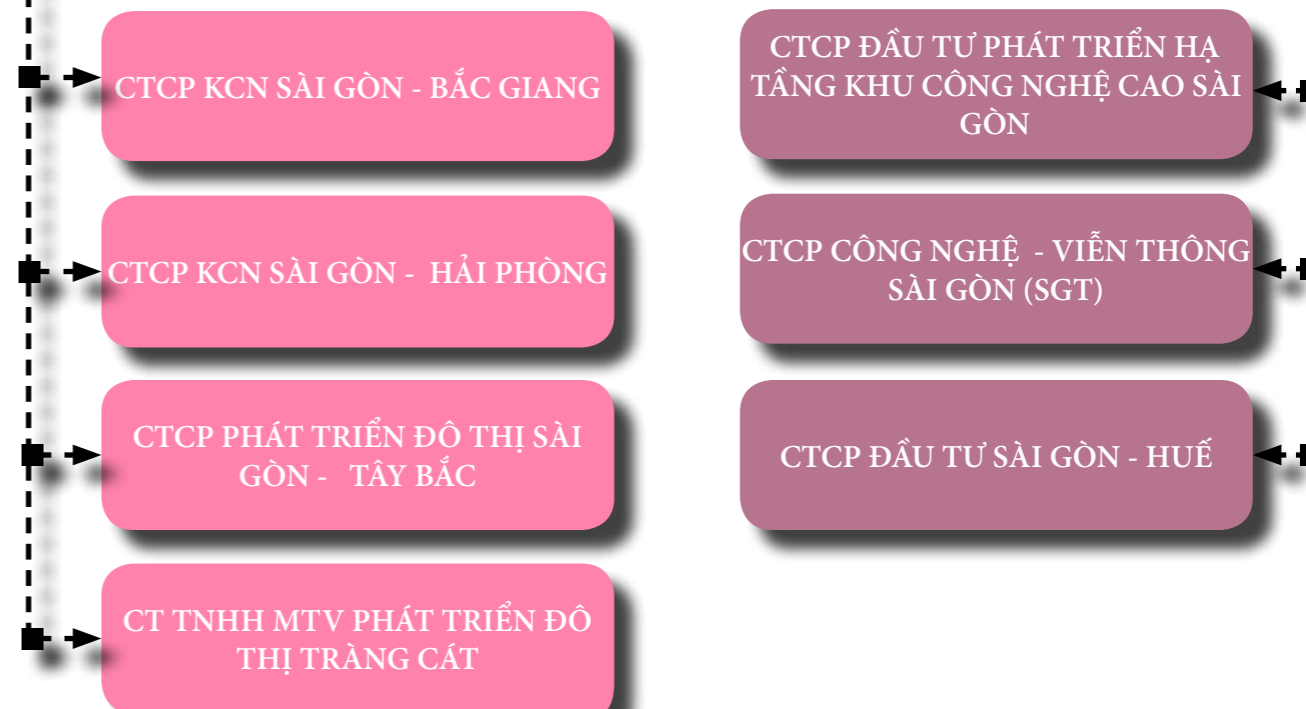 CTCP KCN SÀI GÒN - BẮC GIANG
CTCP KCN SÀI GÒN - HẢI PHÒNG
CTCP PHÁT TRIỂN ĐÔ THỊ SÀI
GÒN - TÂY BẮC
CT TNHH MTV PHÁT TRIỂN ĐÔ
THỊ TRÀNG CÁT
CTCP ĐẦU TƯ PHÁT TRIỂN HẠ
TẦNG KHU CÔNG NGHỆ CAO SÀI
GÒN
CTCP CÔNG NGHỆ - VIỄN THÔNG
SÀI GÒN (SGT)
CTCP ĐẦU TƯ SÀI GÒN - HUẾ